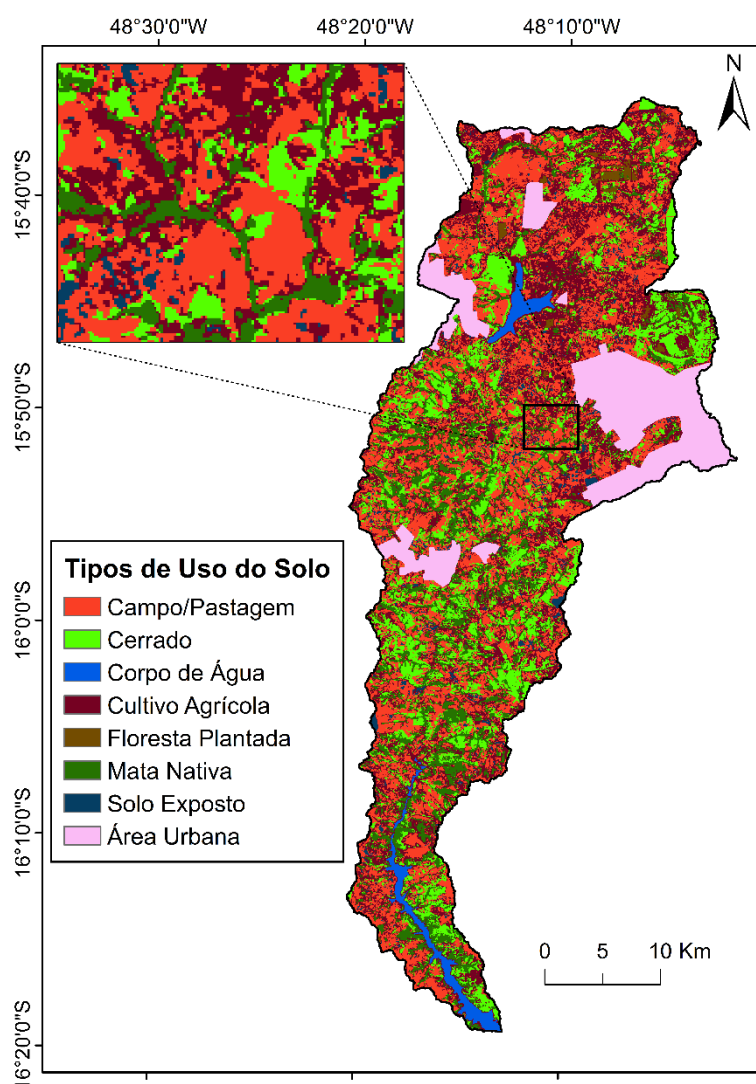 48°30'0"W
48°20'0"W
48°10'0"W
N
15°40'0"S
15°50'0"S
16°0'0"S
16°10'0"S
16°20'0"S
Tipos de Uso do Solo
Campo/Pastagem
Cerrado
Corpo de Água
Cultivo Agrícola
Floresta Plantada
Mata Nativa
Solo Exposto
Área Urbana
0 5 10 Km